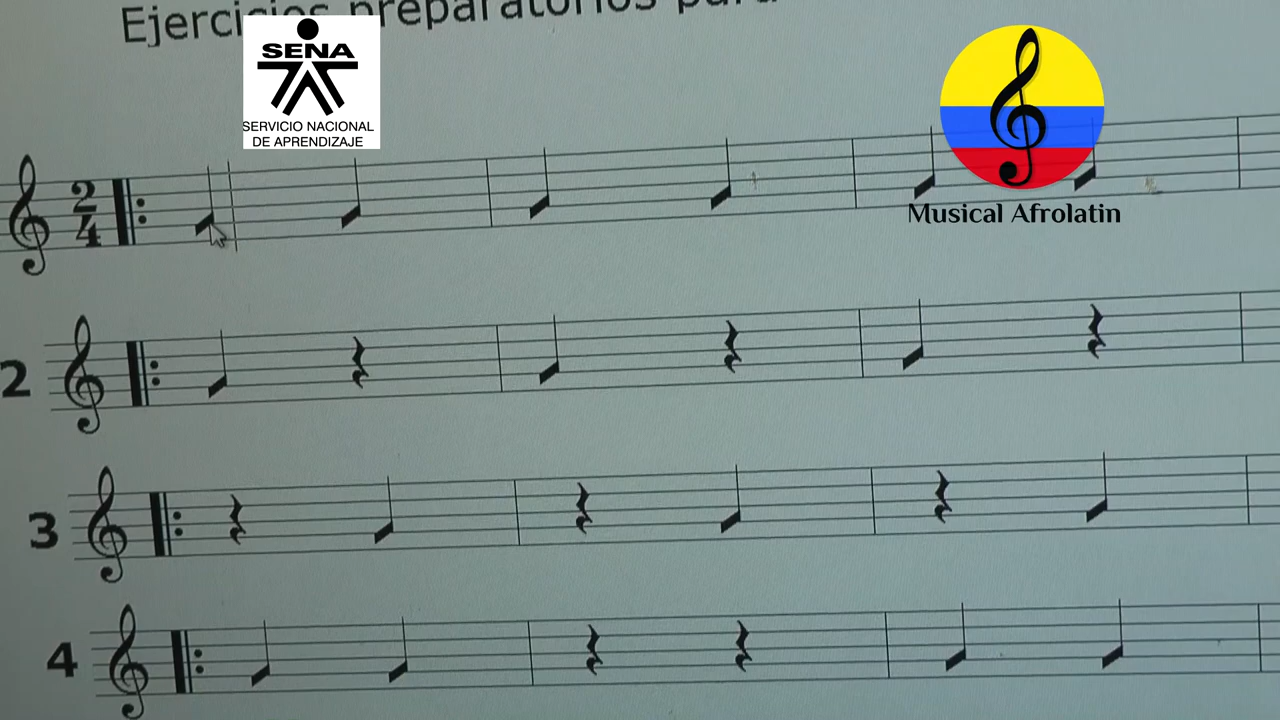 Ejercicios preparatorios para
SENA
SERVICIO NACIONAL
DE APRENDIZAJE
Musical Afrolatin
2
4
2
3
4